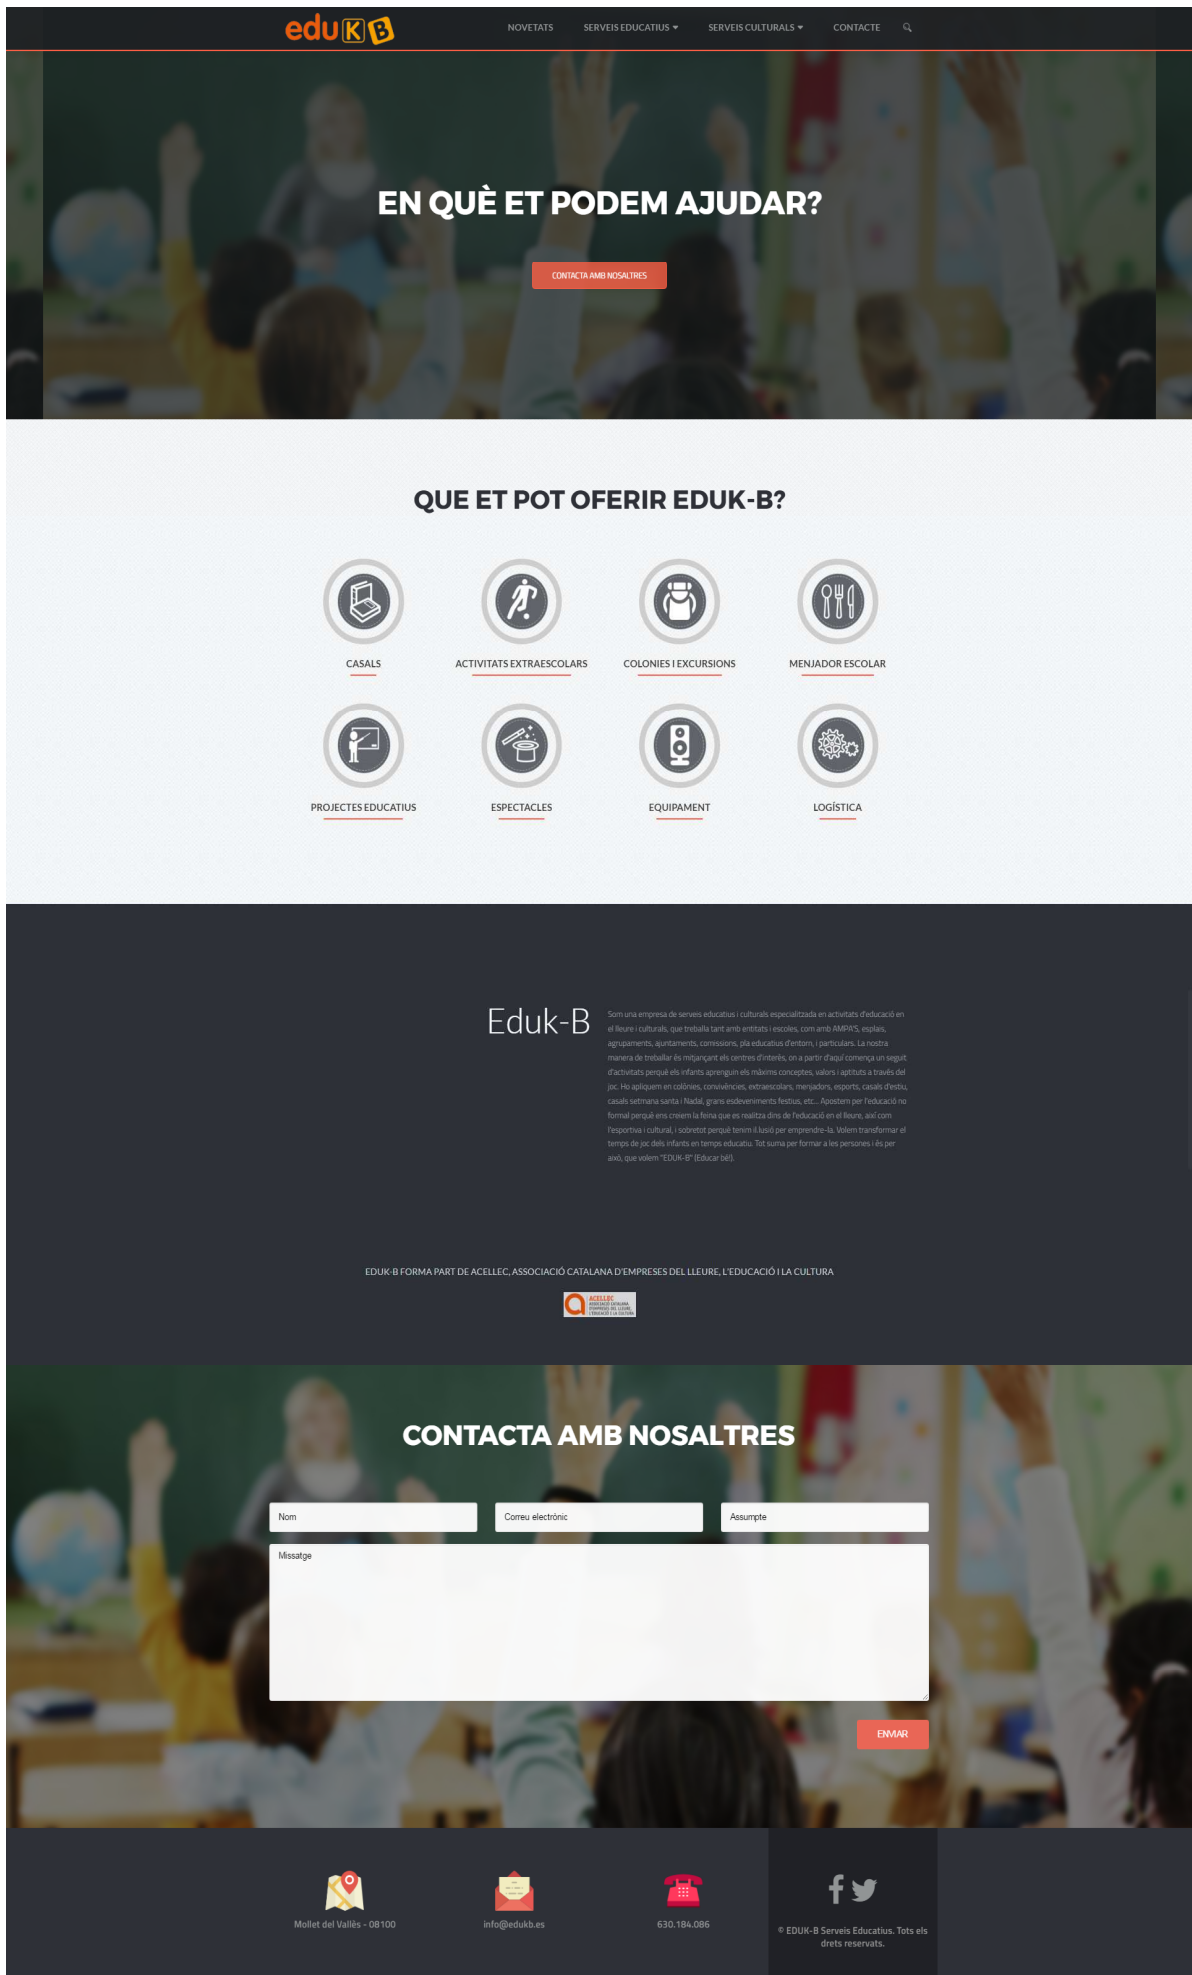 eduKB
NOVETATS SERVEIS EDUCATIUS SERVEIS CULTURALS CONTACTE
EN QUÈ ET PODEM AJUDAR?
CONTACTA AMB NOSALTRES
QUE ET POT OFERIR EDUK-B?
CASALS ACTIVITATS EXTRAESCOLARS COLONIES I EXCURSIONS MENJADOR ESCOLAR
PROJECTES EDUCATIUS ESPECTACLES EQUIPAMENT LOGÍSTICA
Eduk-B
Som una empresa de serveis educatius i culturals especialitzada en activitats d'educació en
el lleure i culturals, que treballa tant amb entitats i escoles, com amb AMPA'S, esplais,
agrupaments, ajuntaments, comissions, pla educatius d'entorn, i particulars. La nostra
manera de treballar és mitjançant els centres d'interès, on a partir d'aquí comença un seguit
d'activitats perquè els infants aprenguin els màxims conceptes, valors i aptituts a través del
joc. Ho apliquem en colònies, convivències, extraescolars, menjadors, esports, casals d'estiu,
casals setmana santa i Nadal, grans esdeveniments festius, etc... Apostem per l'educació no
formal perquè ens creiem la feina que es realitza dins de l'educació en el lleure, així com
l'esportiva i cultural, i sobretot perquè tenim il.lusió per emprendre-la. Volem transformar el
temps de joc dels infants en temps educatiu. Tot suma per formar a les persones i és per
això, que volem "EDUK-B" (Educar bé!).
EDUK-B FORMA PART DE ACELLEC, ASSOCIACIÓ CATALANA D'EMPRESES DEL LLEURE, L'EDUCACIÓ I LA CULTURA
ACELLEC
ASSOCIACIÓ CATALANA
D'EMPRESES DEL LLEURE,
L'EDUCACIÓ I LA CULTURA
CONTACTA AMB NOSALTRES
Nom Correu electrònic Assumpte
Missatge
ENVIAR
Mollet del Vallès - 08100 info@edukb.es 630.184.086
© EDUK-B Serveis Educatius. Tots els
drets reservats.